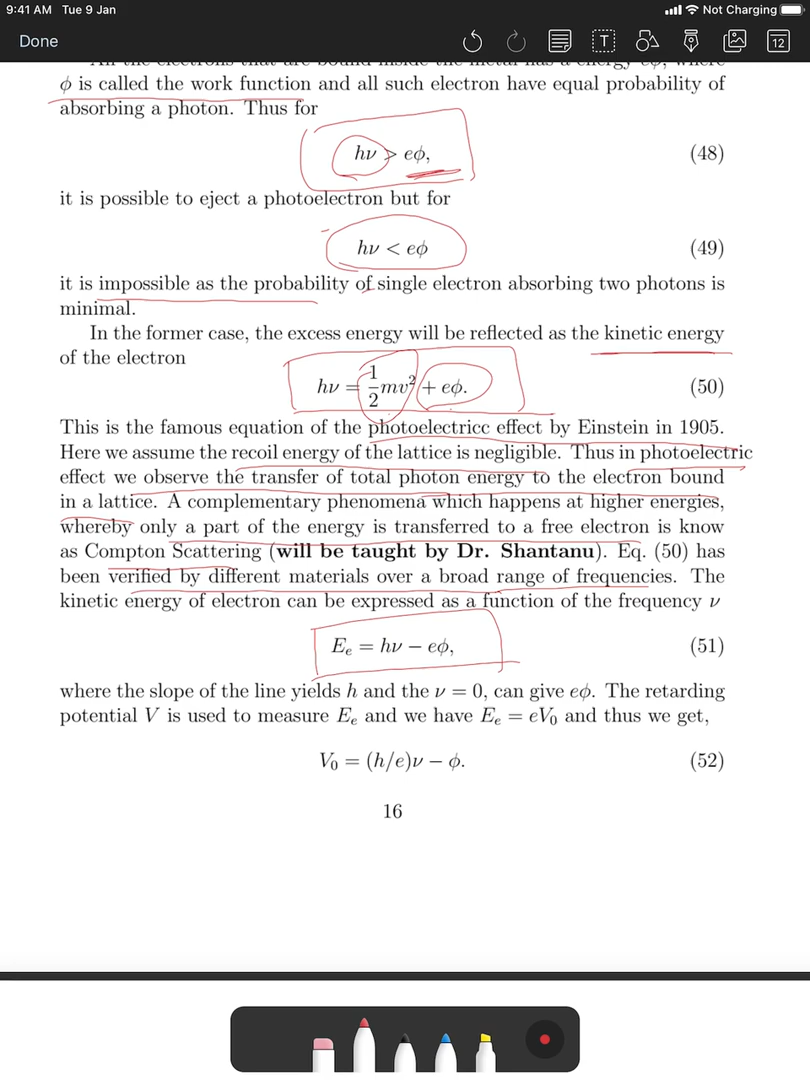 9:41 AM Tue 9 Jan
Not Charging
Done
T
12
ϕ is called the work function and all such electron have equal probability of
absorbing a photon. Thus for
hν > eϕ, (48)
it is possible to eject a photoelectron but for
hν < eϕ (49)
it is impossible as the probability of single electron absorbing two photons is
minimal.
In the former case, the excess energy will be reflected as the kinetic energy
of the electron
hν = 1/2 mv² + eϕ. (50)
This is the famous equation of the photoelectricc effect by Einstein in 1905.
Here we assume the recoil energy of the lattice is negligible. Thus in photoelectric
effect we observe the transfer of total photon energy to the electron bound
in a lattice. A complementary phenomena which happens at higher energies,
whereby only a part of the energy is transferred to a free electron is know
as Compton Scattering (will be taught by Dr. Shantanu). Eq. (50) has
been verified by different materials over a broad range of frequencies. The
kinetic energy of electron can be expressed as a function of the frequency ν
Eₑ = hν − eϕ, (51)
where the slope of the line yields h and the ν = 0, can give eϕ. The retarding
potential V is used to measure Eₑ and we have Eₑ = eV₀ and thus we get,
V₀ = (h/e)ν − ϕ. (52)
16